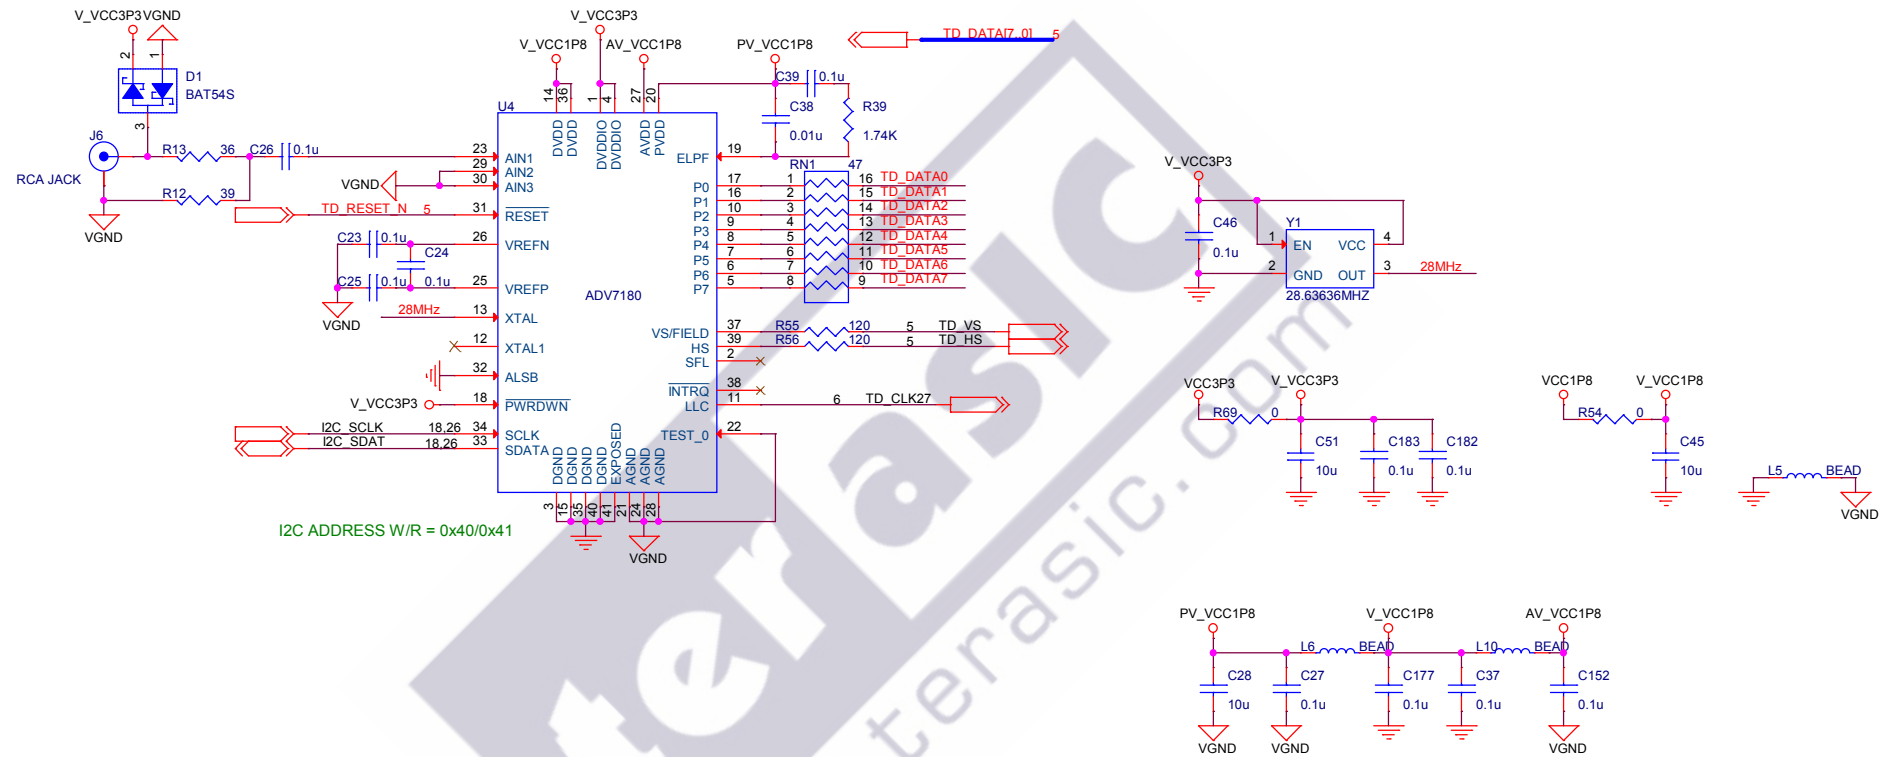 V_VCC3P3 VGND
2
1
D1
BAT54S
3
J6
RCA JACK
VGND
R13 36
C26 0.1u
R12 39
TD_RESET_N 5
VGND
C23 0.1u
C24
0.1u
C25 0.1u
VGND
28MHz
V_VCC3P3
I2C_SCLK 18,26
I2C_SDAT 18,26
I2C ADDRESS W/R = 0x40/0x41
V_VCC3P3
V_VCC1P8
AV_VCC1P8
PV_VCC1P8
TD_DATA[7..0] 5
U4
ADV7180
14 DVDD
36 DVDD
1 DVDDIO
4 DVDDIO
27 AVDD
20 PVDD
23 AIN1
29 AIN2
30 AIN3
31 RESET
26 VREFN
25 VREFP
13 XTAL
12 XTAL1
32 ALSB
18 PWRDWN
34 SCLK
33 SDATA
ELPF 19
P0 17
P1 16
P2 10
P3 9
P4 8
P5 7
P6 6
P7 5
VS/FIELD 37
HS 39
SFL 2
INTRQ 38
LLC 11
TEST_0 22
DGND 3
DGND 15
DGND 35
DGND 40
EXPOSED 41
AGND 21
AGND 24
AGND 28
VGND
C39 0.1u
C38
0.01u
R39
1.74K
RN1 47
1 16 TD_DATA0
2 15 TD_DATA1
3 14 TD_DATA2
4 13 TD_DATA3
5 12 TD_DATA4
6 11 TD_DATA5
7 10 TD_DATA6
8 9 TD_DATA7
R55 120 5 TD_VS
R56 120 5 TD_HS
6 TD_CLK27
V_VCC3P3
C46
0.1u
Y1
1 EN VCC 4
2 GND OUT 3
28MHz
28.63636MHZ
VCC3P3
V_VCC3P3
R69 0
C51
10u
C183
0.1u
C182
0.1u
VCC1P8
V_VCC1P8
R54 0
C45
10u
L5 BEAD
VGND
PV_VCC1P8
V_VCC1P8
AV_VCC1P8
L6 BEAD
L10 BEAD
C28
10u
C27
0.1u
C177
0.1u
C37
0.1u
C152
0.1u
VGND
VGND
VGND
terasic
terasic.com